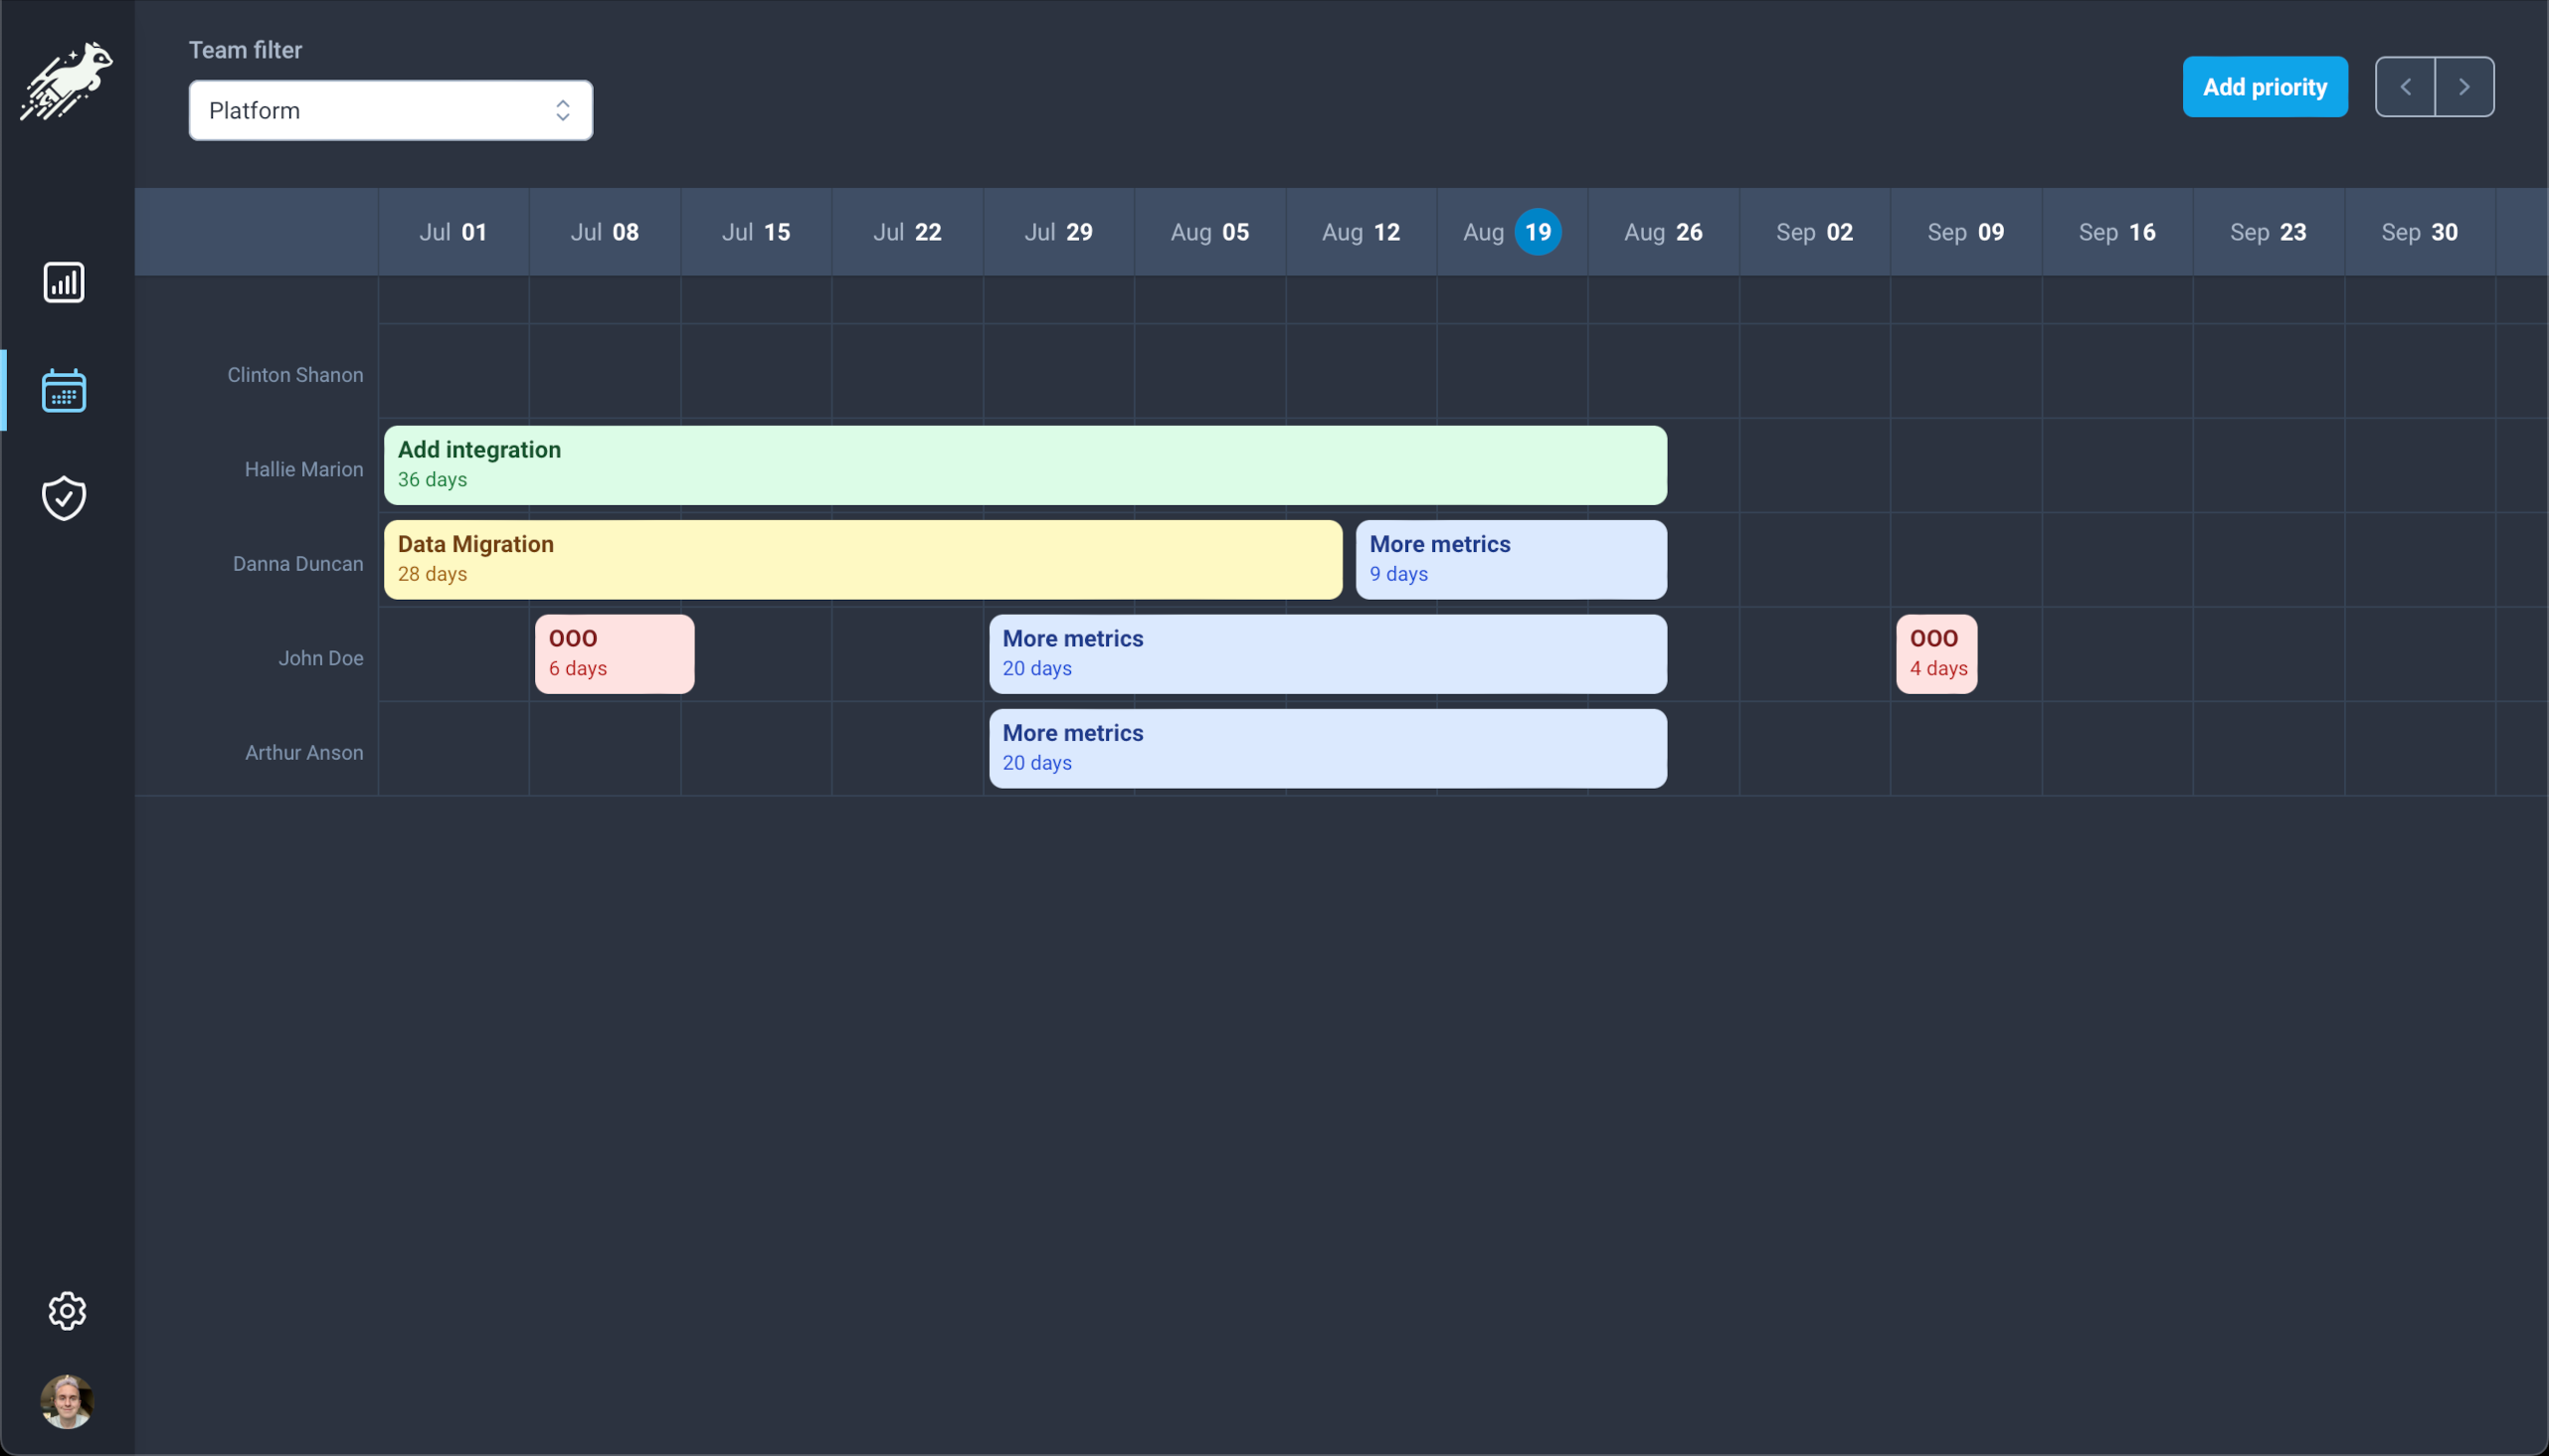 Team filter
Platform
Add priority
Jul 01
Jul 08
Jul 15
Jul 22
Jul 29
Aug 05
Aug 12
Aug 19
Aug 26
Sep 02
Sep 09
Sep 16
Sep 23
Sep 30
Clinton Shanon
Hallie Marion
Add integration
36 days
Danna Duncan
Data Migration
28 days
More metrics
9 days
John Doe
OOO
6 days
More metrics
20 days
OOO
4 days
Arthur Anson
More metrics
20 days